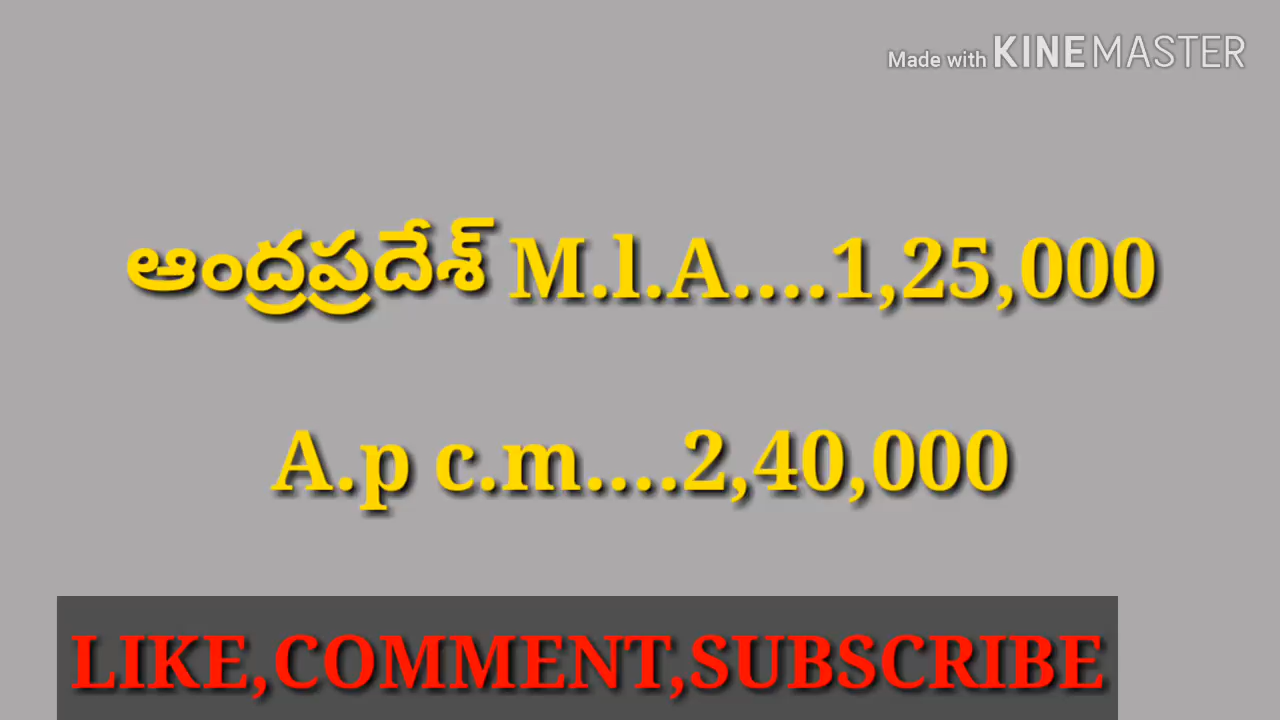 Made with KINEMASTER
ఆంద్రప్రదేశ్ M.l.A....1,25,000
A.p c.m....2,40,000
LIKE,COMMENT,SUBSCRIBE